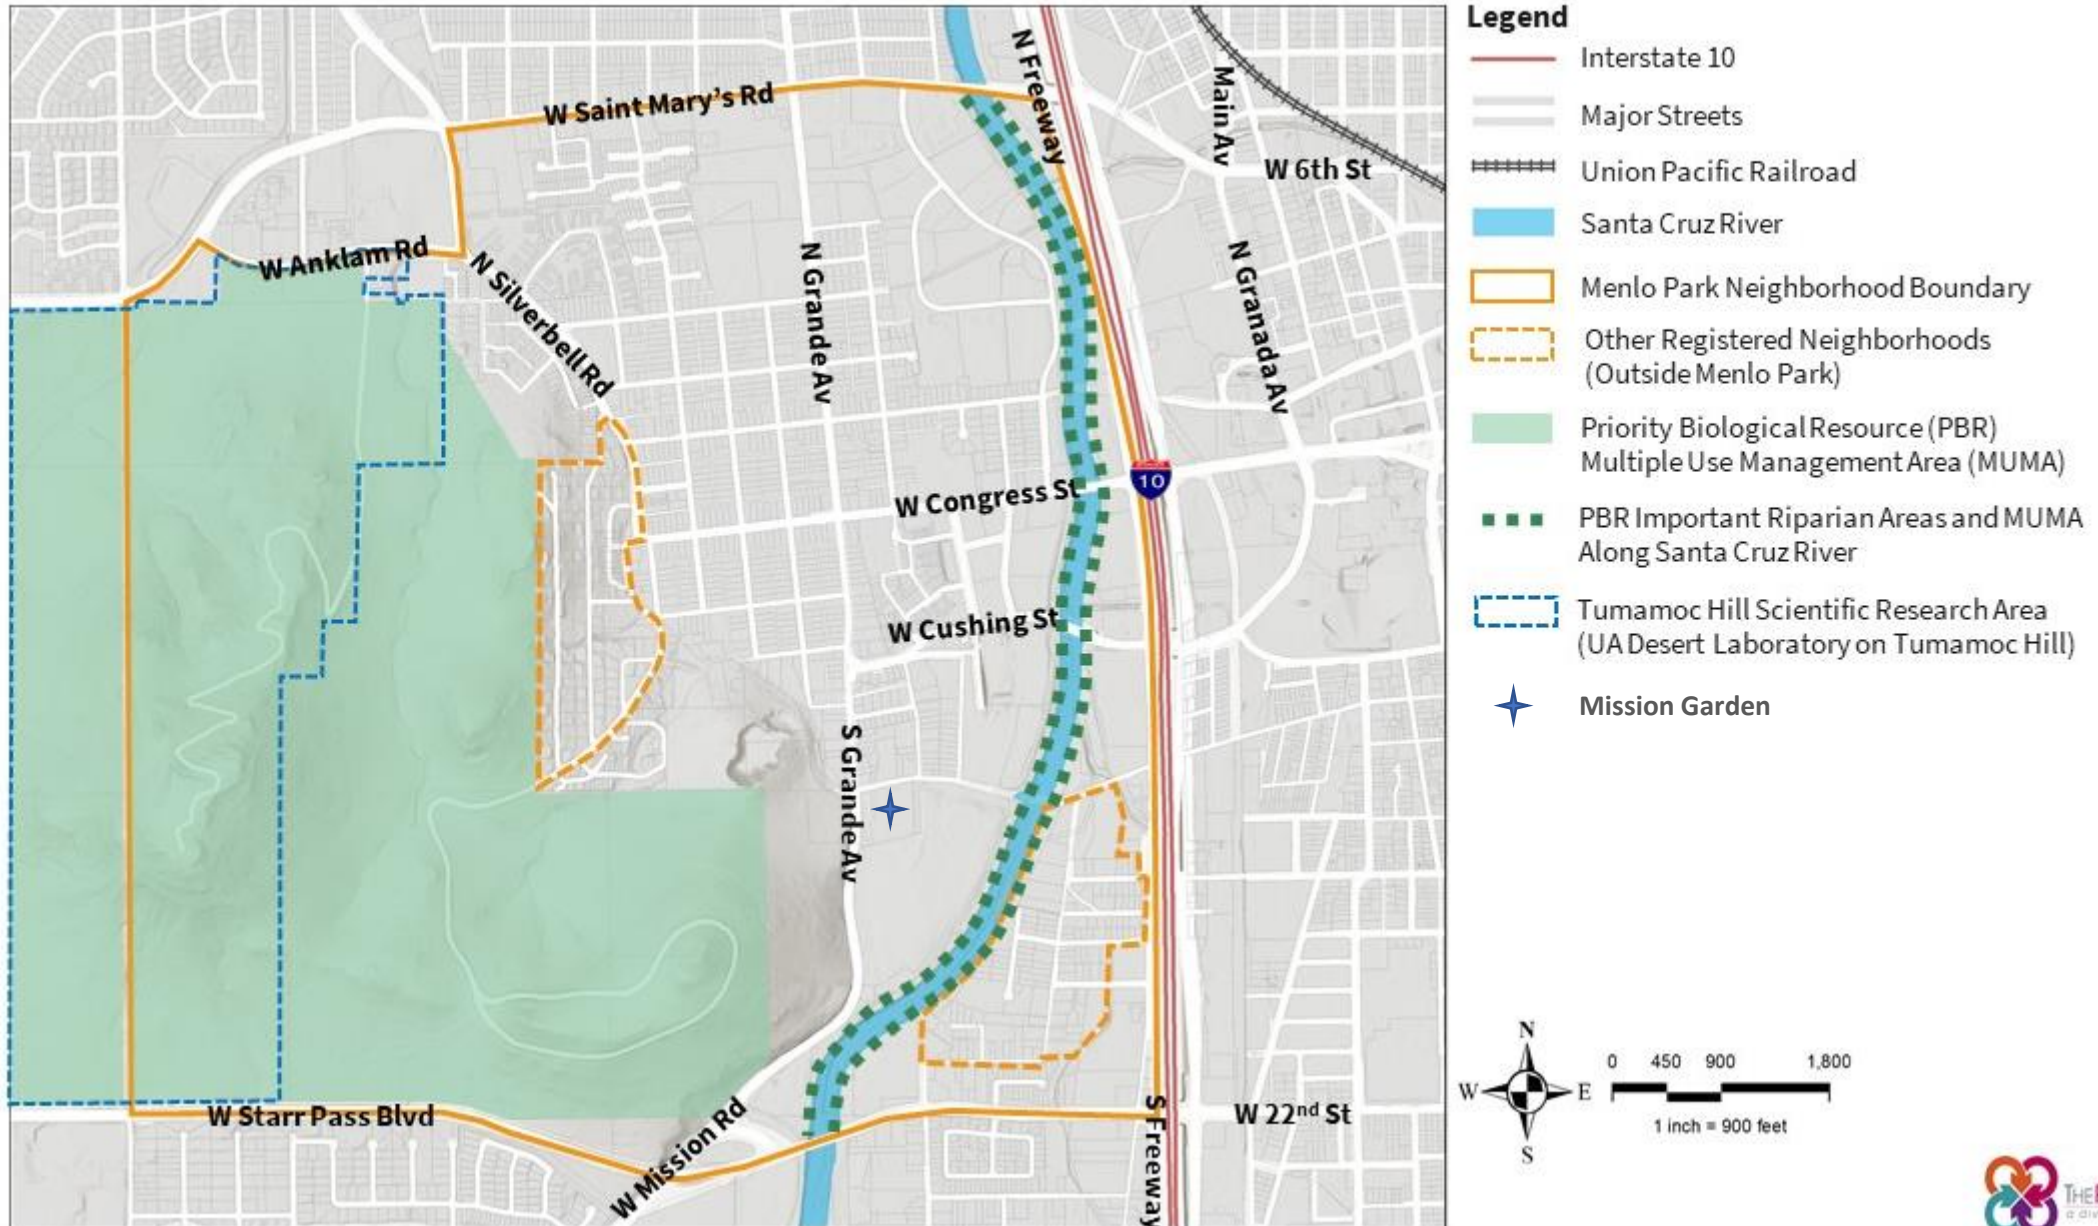 W Saint Mary's Rd
N Freeway
Main Av
W 6th St
W Anklam Rd
N Silverbell Rd
N Grande Av
N Granada Av
W Congress St
10
W Cushing St
S Grande Av
W Starr Pass Blvd
W Mission Rd
S Freeway
W 22nd St
Legend
Interstate 10
Major Streets
Union Pacific Railroad
Santa Cruz River
Menlo Park Neighborhood Boundary
Other Registered Neighborhoods
(Outside Menlo Park)
Priority Biological Resource (PBR)
Multiple Use Management Area (MUMA)
PBR Important Riparian Areas and MUMA
Along Santa Cruz River
Tumamoc Hill Scientific Research Area
(UA Desert Laboratory on Tumamoc Hill)
Mission Garden
N
W E
S
0 450 900 1,800
1 inch = 900 feet
THE